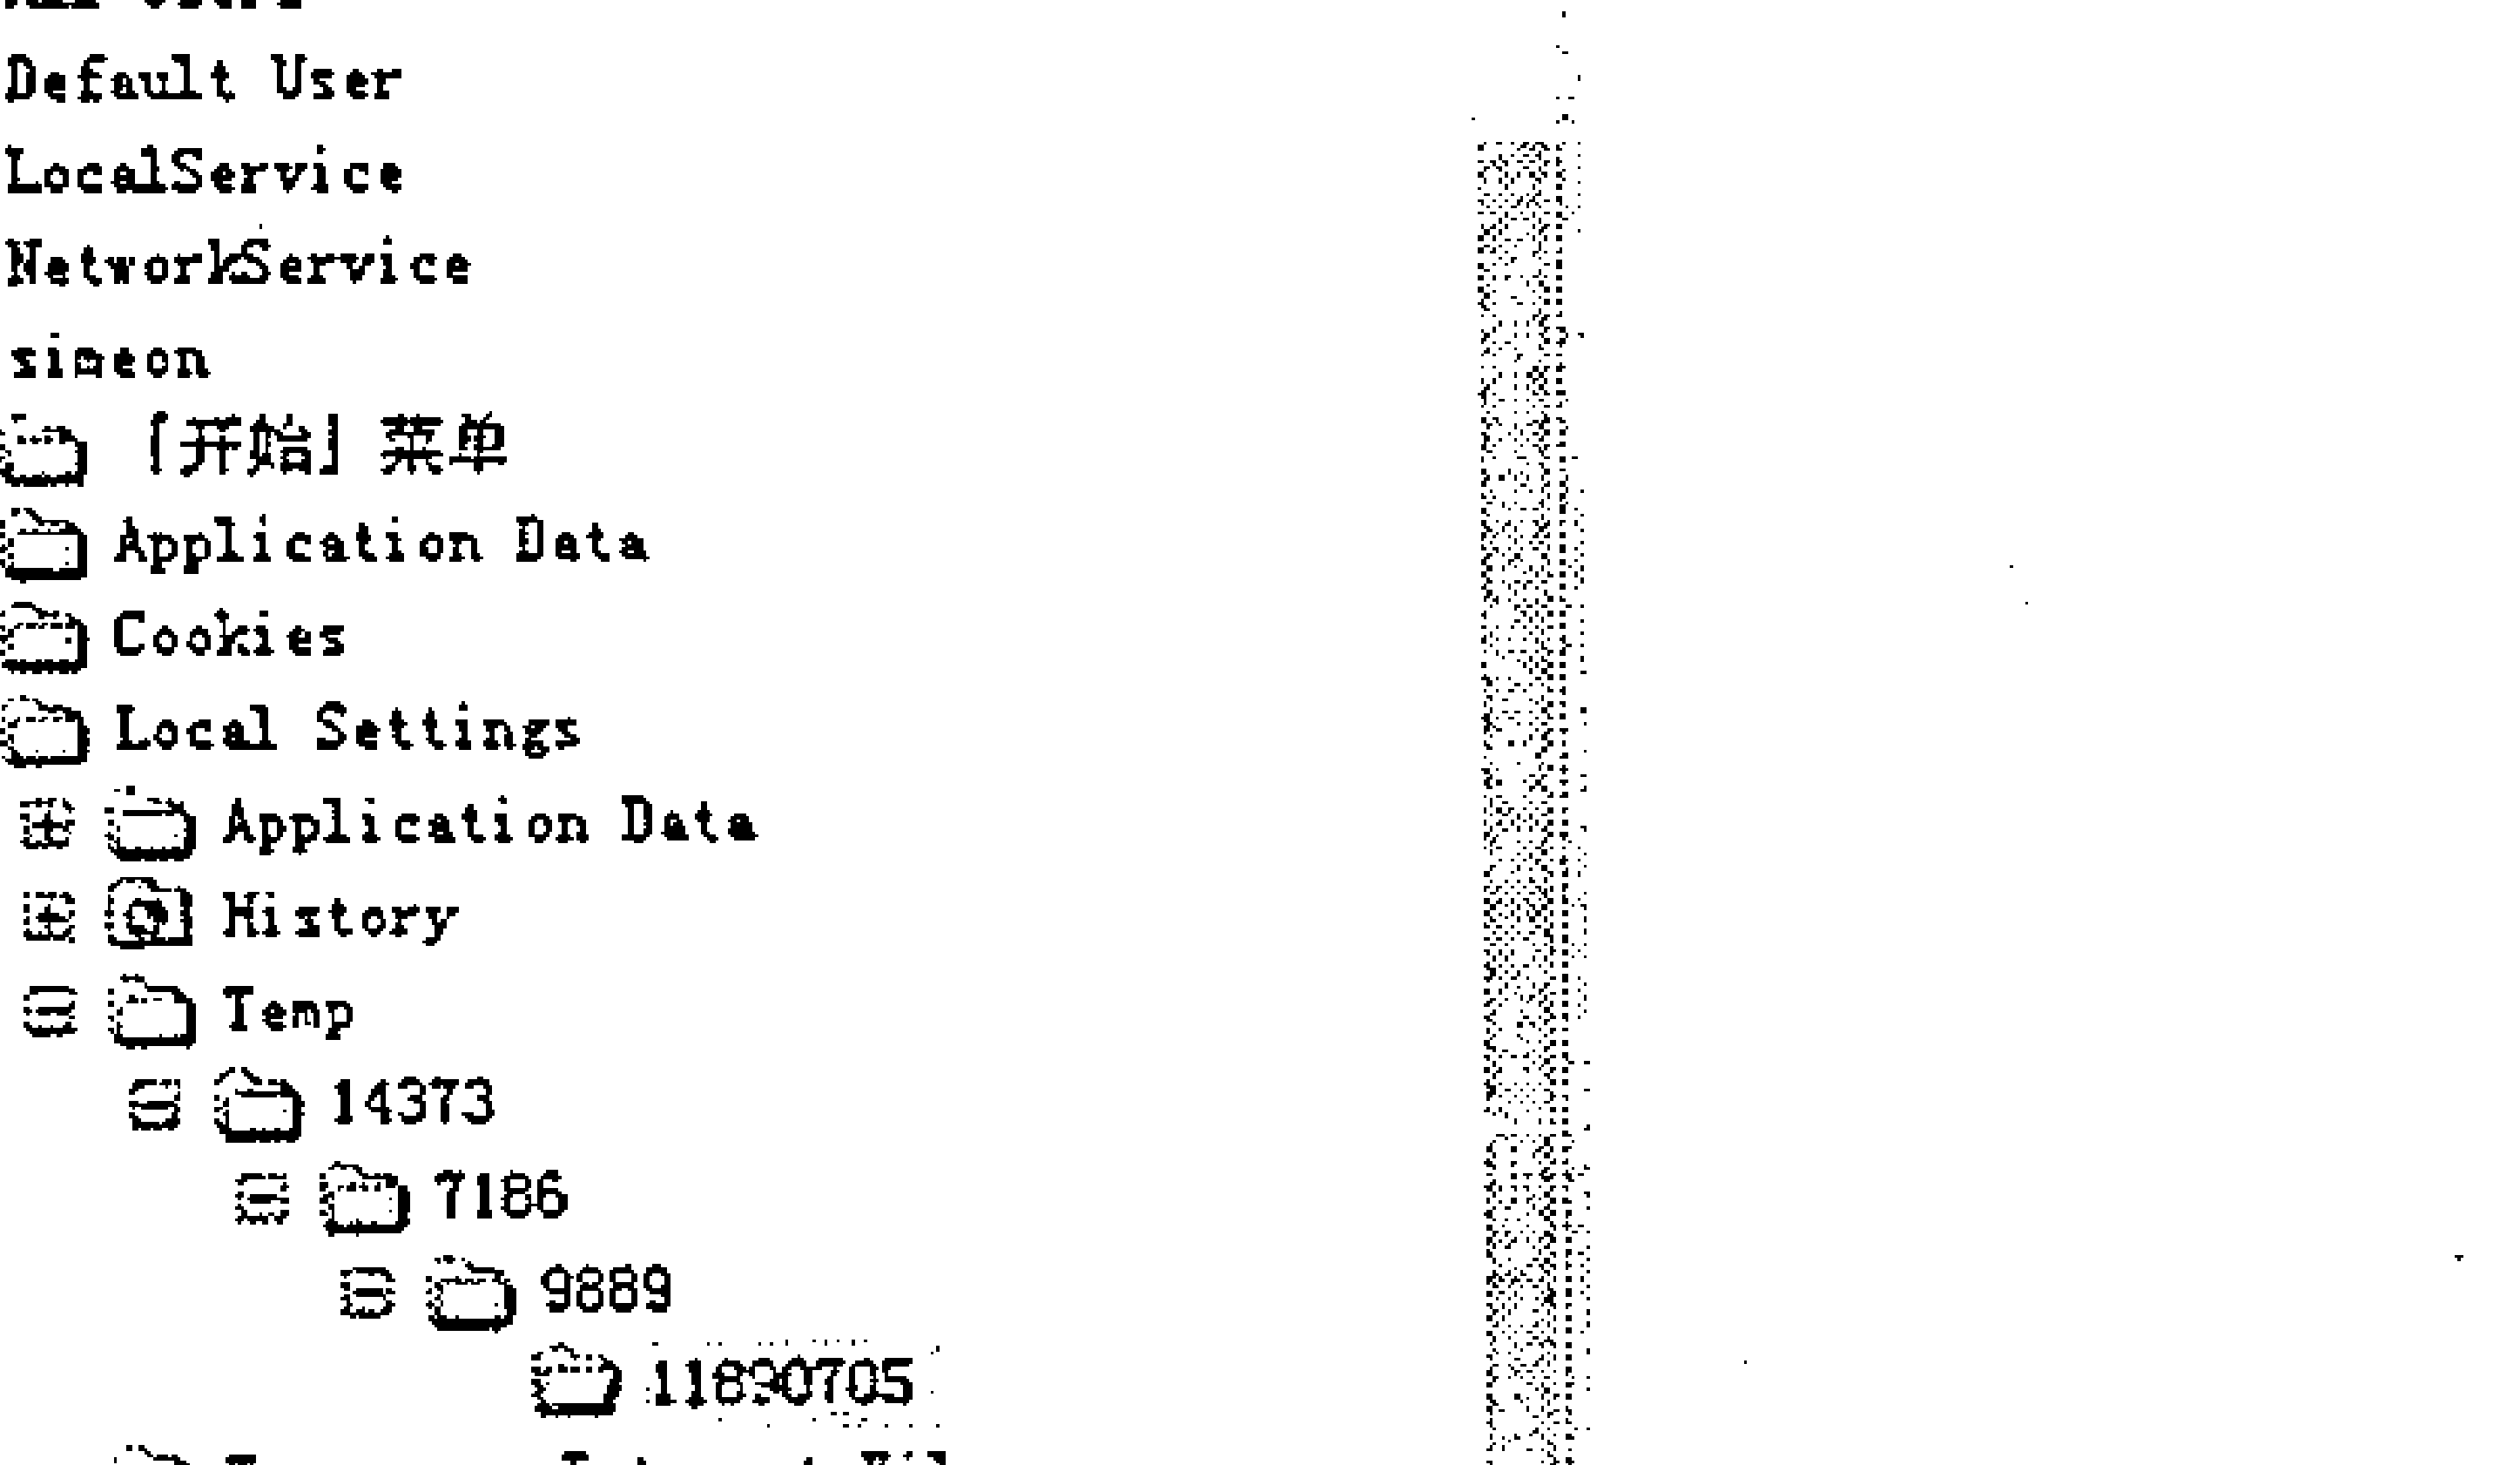 Default User
LocalService
NetworkService
simeon
「开始」菜单
Application Data
Cookies
Local Settings
Application Data
History
Temp
14373
7186
9889
11890705